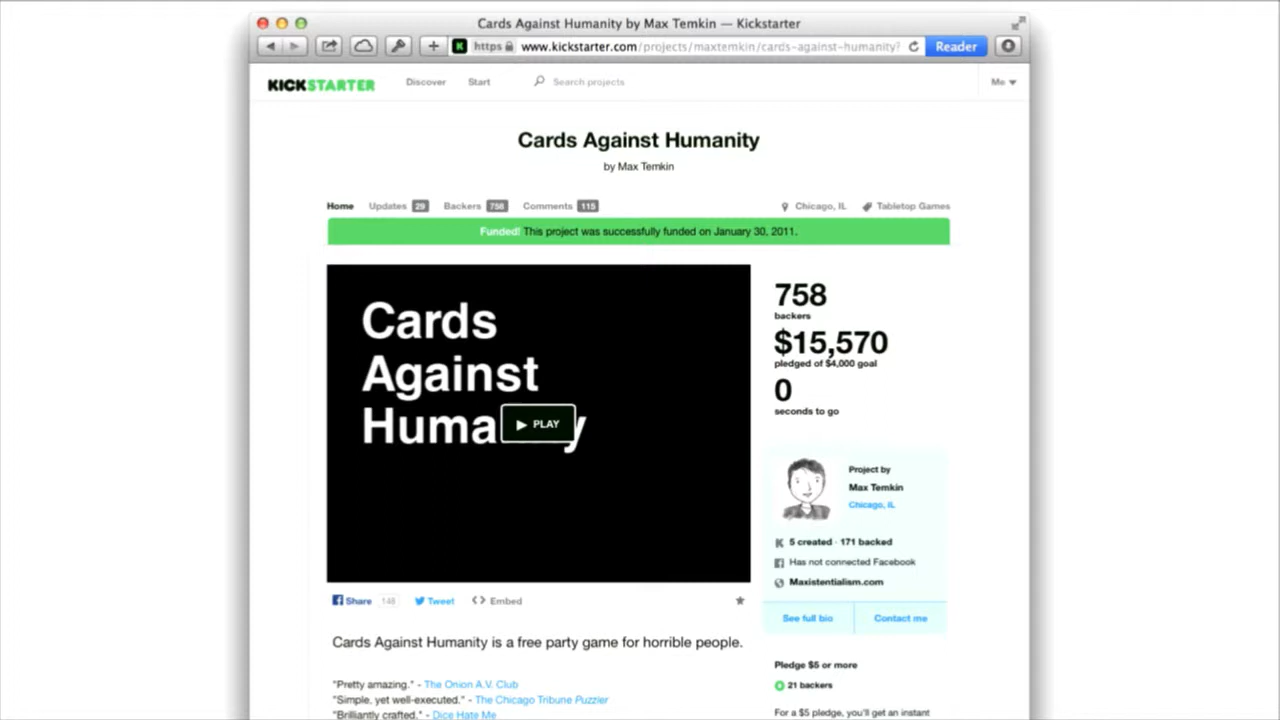 Cards Against Humanity by Max Temkin — Kickstarter
https www.kickstarter.com/projects/maxtemkin/cards-against-humanity? Reader
KICKSTARTER Discover Start Search projects Me
Cards Against Humanity
by Max Temkin
Home Updates 29 Backers 758 Comments 115 Chicago, IL Tabletop Games
Funded! This project was successfully funded on January 30, 2011.
Cards
Against
Huma y
PLAY
758
backers
$15,570
pledged of $4,000 goal
0
seconds to go
Project by
Max Temkin
Chicago, IL
5 created · 171 backed
Has not connected Facebook
Maxistentialism.com
See full bio Contact me
Share 148 Tweet Embed
Cards Against Humanity is a free party game for horrible people.
"Pretty amazing." - The Onion A.V. Club
"Simple, yet well-executed." - The Chicago Tribune Puzzler
"Brilliantly crafted." - Dice Hate Me
Pledge $5 or more
21 backers
For a $5 pledge, you'll get an instant